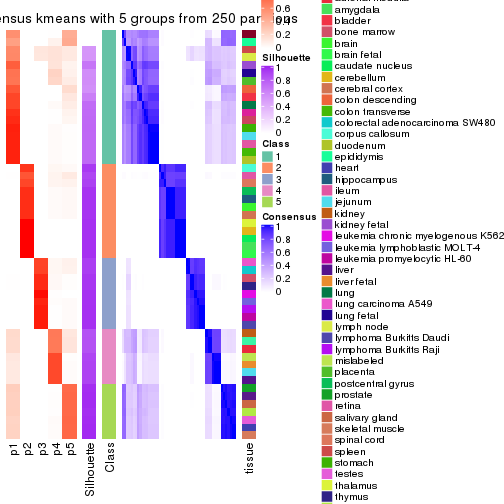 ensus kmeans with 5 groups from 250 par
0.6
0.4
0.2
0
Silhouette
1
0.8
0.6
0.4
0.2
0
Class
1
2
3
4
5
Consensus
1
0.8
0.6
0.4
0.2
0
amygdala
bladder
bone marrow
brain
brain fetal
caudate nucleus
cerebellum
cerebral cortex
colon descending
colon transverse
colorectal adenocarcinoma SW480
corpus callosum
duodenum
epididymis
heart
hippocampus
ileum
jejunum
kidney
kidney fetal
leukemia chronic myelogenous K562
leukemia lymphoblastic MOLT-4
leukemia promyelocytic HL-60
liver
liver fetal
lung
lung carcinoma A549
lung fetal
lymph node
lymphoma Burkitts Daudi
lymphoma Burkitts Raji
mislabeled
placenta
postcentral gyrus
prostate
retina
salivary gland
skeletal muscle
spinal cord
spleen
stomach
testes
thalamus
thymus
p1
p2
p3
p4
p5
Silhouette
Class
tissue